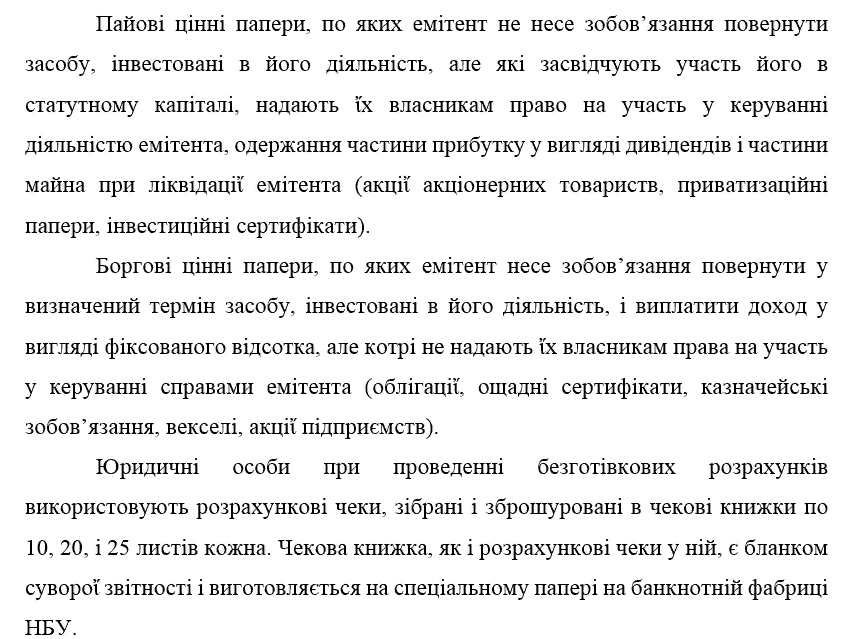 Пайові цінні папери, по яких емітент не несе зобов’язання повернути
засобу, інвестовані в його діяльність, але які засвідчують участь його в
статутному капіталі, надають їх власникам право на участь у керуванні
діяльністю емітента, одержання частини прибутку у вигляді дивідендів і частини
майна при ліквідації емітента (акції акціонерних товариств, приватизаційні
папери, інвестиційні сертифікати).
Боргові цінні папери, по яких емітент несе зобов’язання повернути у
визначений термін засобу, інвестовані в його діяльність, і виплатити доход у
вигляді фіксованого відсотка, але котрі не надають їх власникам права на участь
у керуванні справами емітента (облігації, ощадні сертифікати, казначейські
зобов’язання, векселі, акції підприємств).
Юридичні особи при проведенні безготівкових розрахунків
використовують розрахункові чеки, зібрані і зброшуровані в чекові книжки по
10, 20, і 25 листів кожна. Чекова книжка, як і розрахункові чеки у ній, є бланком
суворої звітності і виготовляється на спеціальному папері на банкнотній фабриці
НБУ.